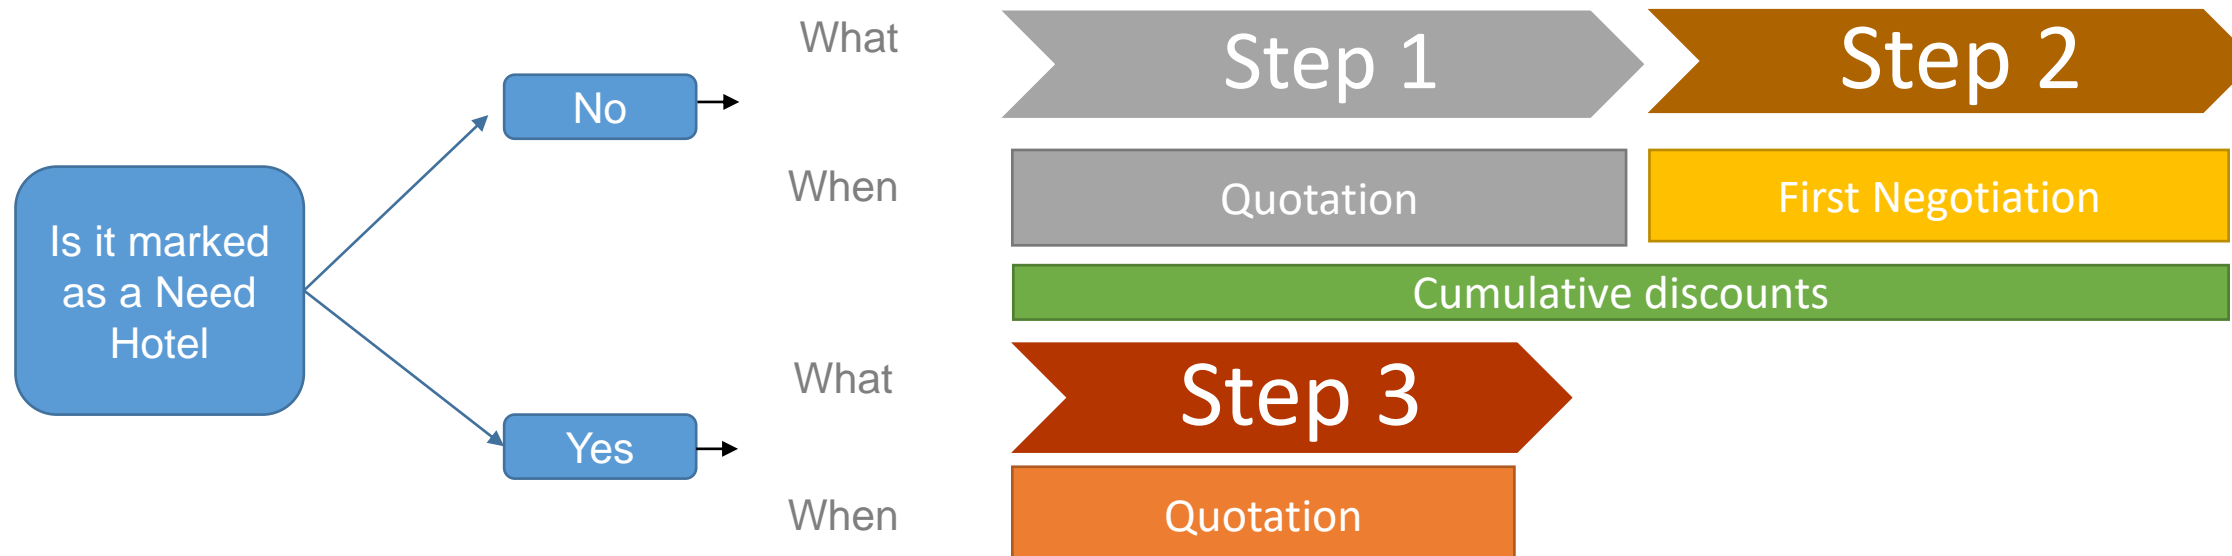 What
Step 1
Step 2
No
When
Quotation
First Negotiation
Is it marked
as a Need
Hotel
Cumulative discounts
What
Step 3
Yes
When
Quotation